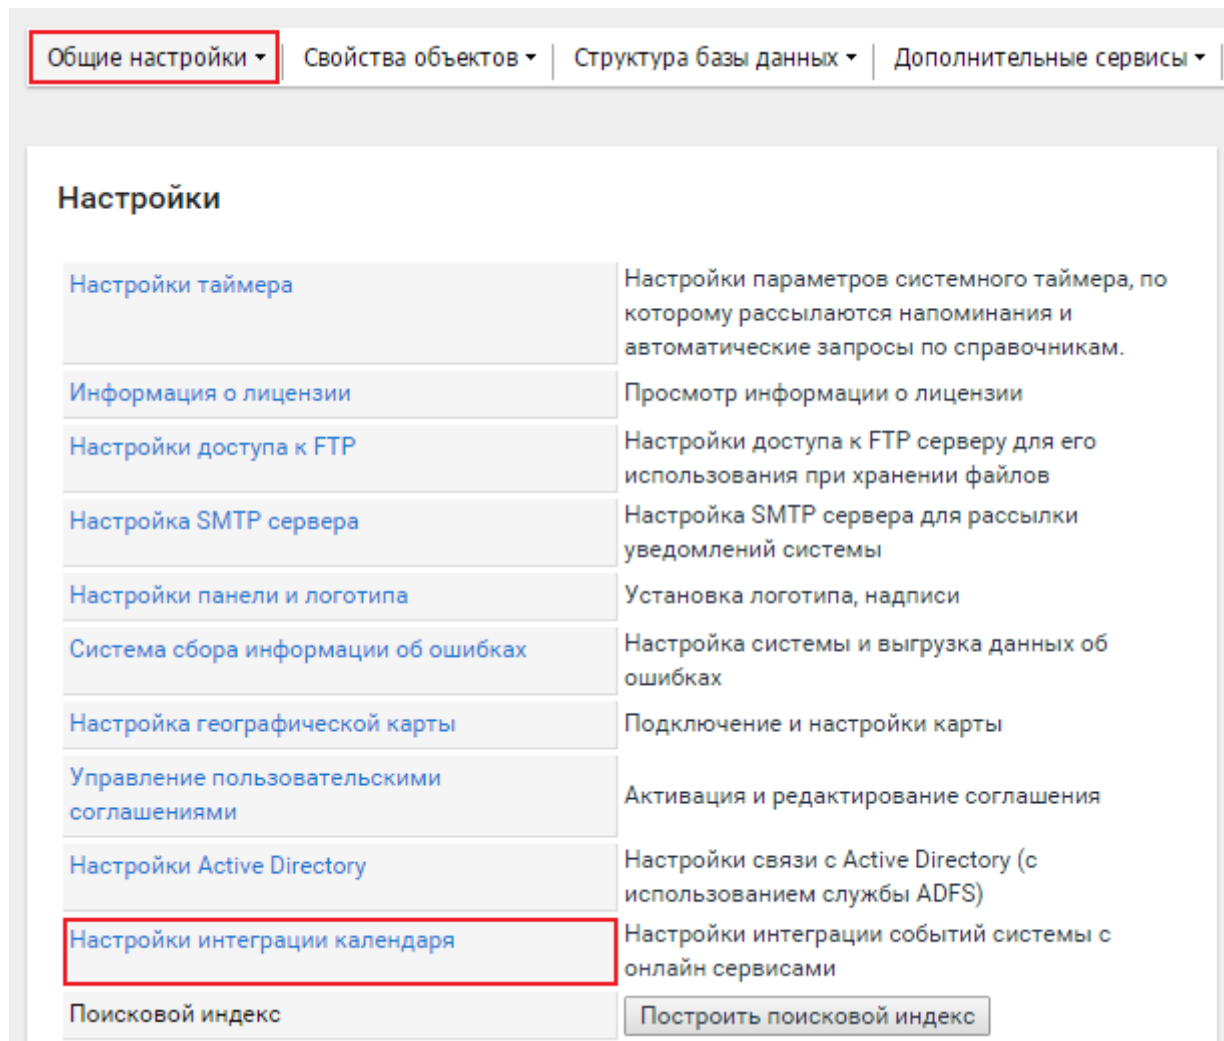 Общие настройки
Свойства объектов
Структура базы данных
Дополнительные сервисы
Настройки
Настройки таймера
Настройки параметров системного таймера, по
которому рассылаются напоминания и
автоматические запросы по справочникам.
Информация о лицензии
Просмотр информации о лицензии
Настройки доступа к FTP
Настройки доступа к FTP серверу для его
использования при хранении файлов
Настройка SMTP сервера
Настройка SMTP сервера для рассылки
уведомлений системы
Настройки панели и логотипа
Установка логотипа, надписи
Система сбора информации об ошибках
Настройка системы и выгрузка данных об
ошибках
Настройка географической карты
Подключение и настройки карты
Управление пользовательскими
соглашениями
Активация и редактирование соглашения
Настройки Active Directory
Настройки связи с Active Directory (с
использованием службы ADFS)
Настройки интеграции календаря
Настройки интеграции событий системы с
онлайн сервисами
Поисковой индекс
Построить поисковой индекс